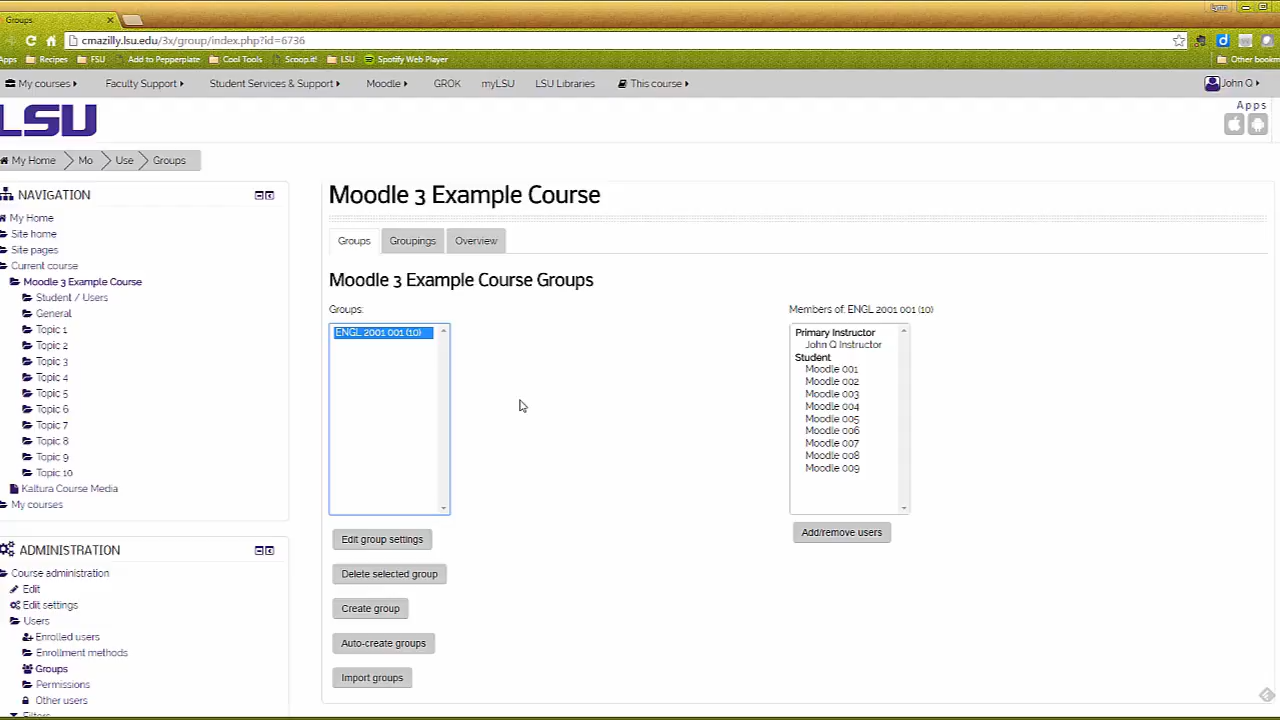 Groups
Lynn
cmazilly.lsu.edu/3x/group/index.php?id=6736
Apps Recipes FSU Add to Pepperplate Cool Tools Scoop.it! LSU Spotify Web Player Other bookm
My courses Faculty Support Student Services & Support Moodle GROK myLSU LSU Libraries This course John Q
LSU
Apps
My Home Mo Use Groups
NAVIGATION
My Home
Site home
Site pages
Current course
Moodle 3 Example Course
Student / Users
General
Topic 1
Topic 2
Topic 3
Topic 4
Topic 5
Topic 6
Topic 7
Topic 8
Topic 9
Topic 10
Kaltura Course Media
My courses
ADMINISTRATION
Course administration
Edit
Edit settings
Users
Enrolled users
Enrollment methods
Groups
Permissions
Other users
Filters
Moodle 3 Example Course
Groups Groupings Overview
Moodle 3 Example Course Groups
Groups:
ENGL 2001 001 (10)
Edit group settings
Delete selected group
Create group
Auto-create groups
Import groups
Members of: ENGL 2001 001 (10)
Primary Instructor
John Q Instructor
Student
Moodle 001
Moodle 002
Moodle 003
Moodle 004
Moodle 005
Moodle 006
Moodle 007
Moodle 008
Moodle 009
Add/remove users